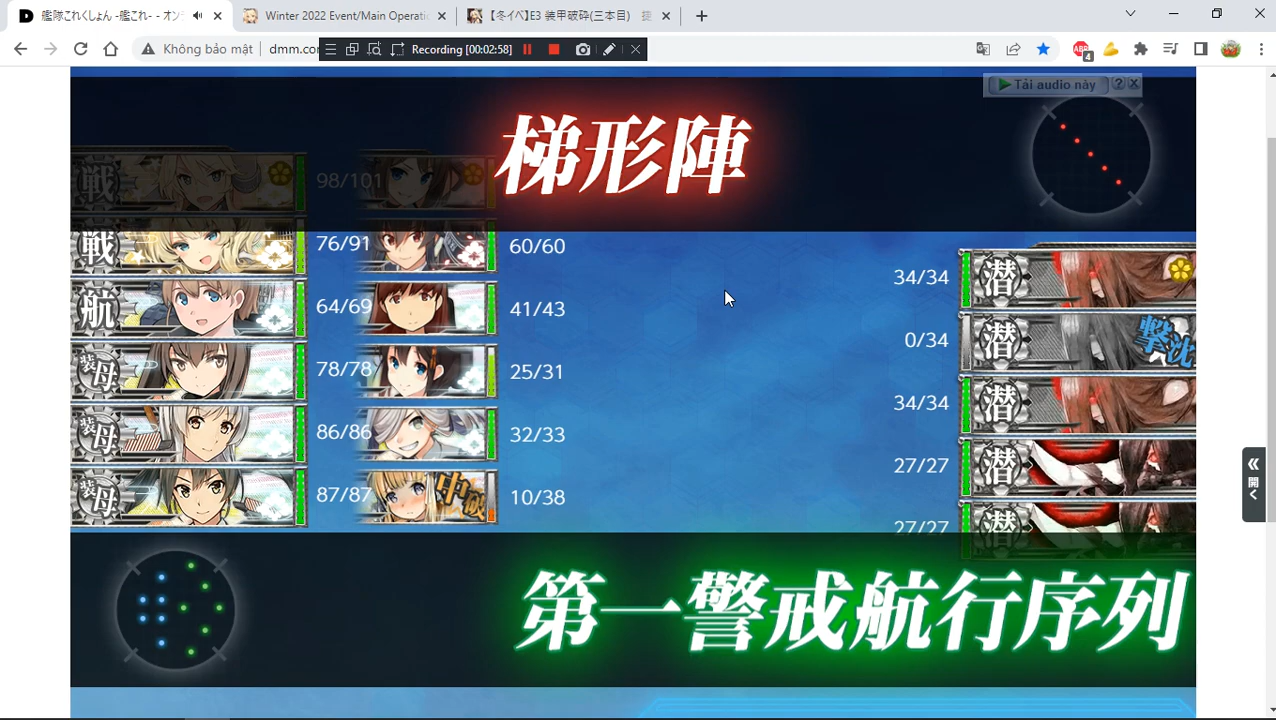 艦隊これくしょん -艦これ- - オン
Winter 2022 Event/Main Operati
【冬イベ】E3 装甲破砕(三本目)
Không bảo mật
dmm.co
Recording [00:02:58]
ABP
4
Tải audio này
?
x
梯形陣
戦
98/101
戦
76/91
60/60
航
64/69
41/43
装母
78/78
25/31
装母
86/86
32/33
装母
87/87
中破
10/38
34/34
潜
0/34
潜
撃沈
34/34
潜
27/27
潜
27/27
潜
開
第一警戒航行序列